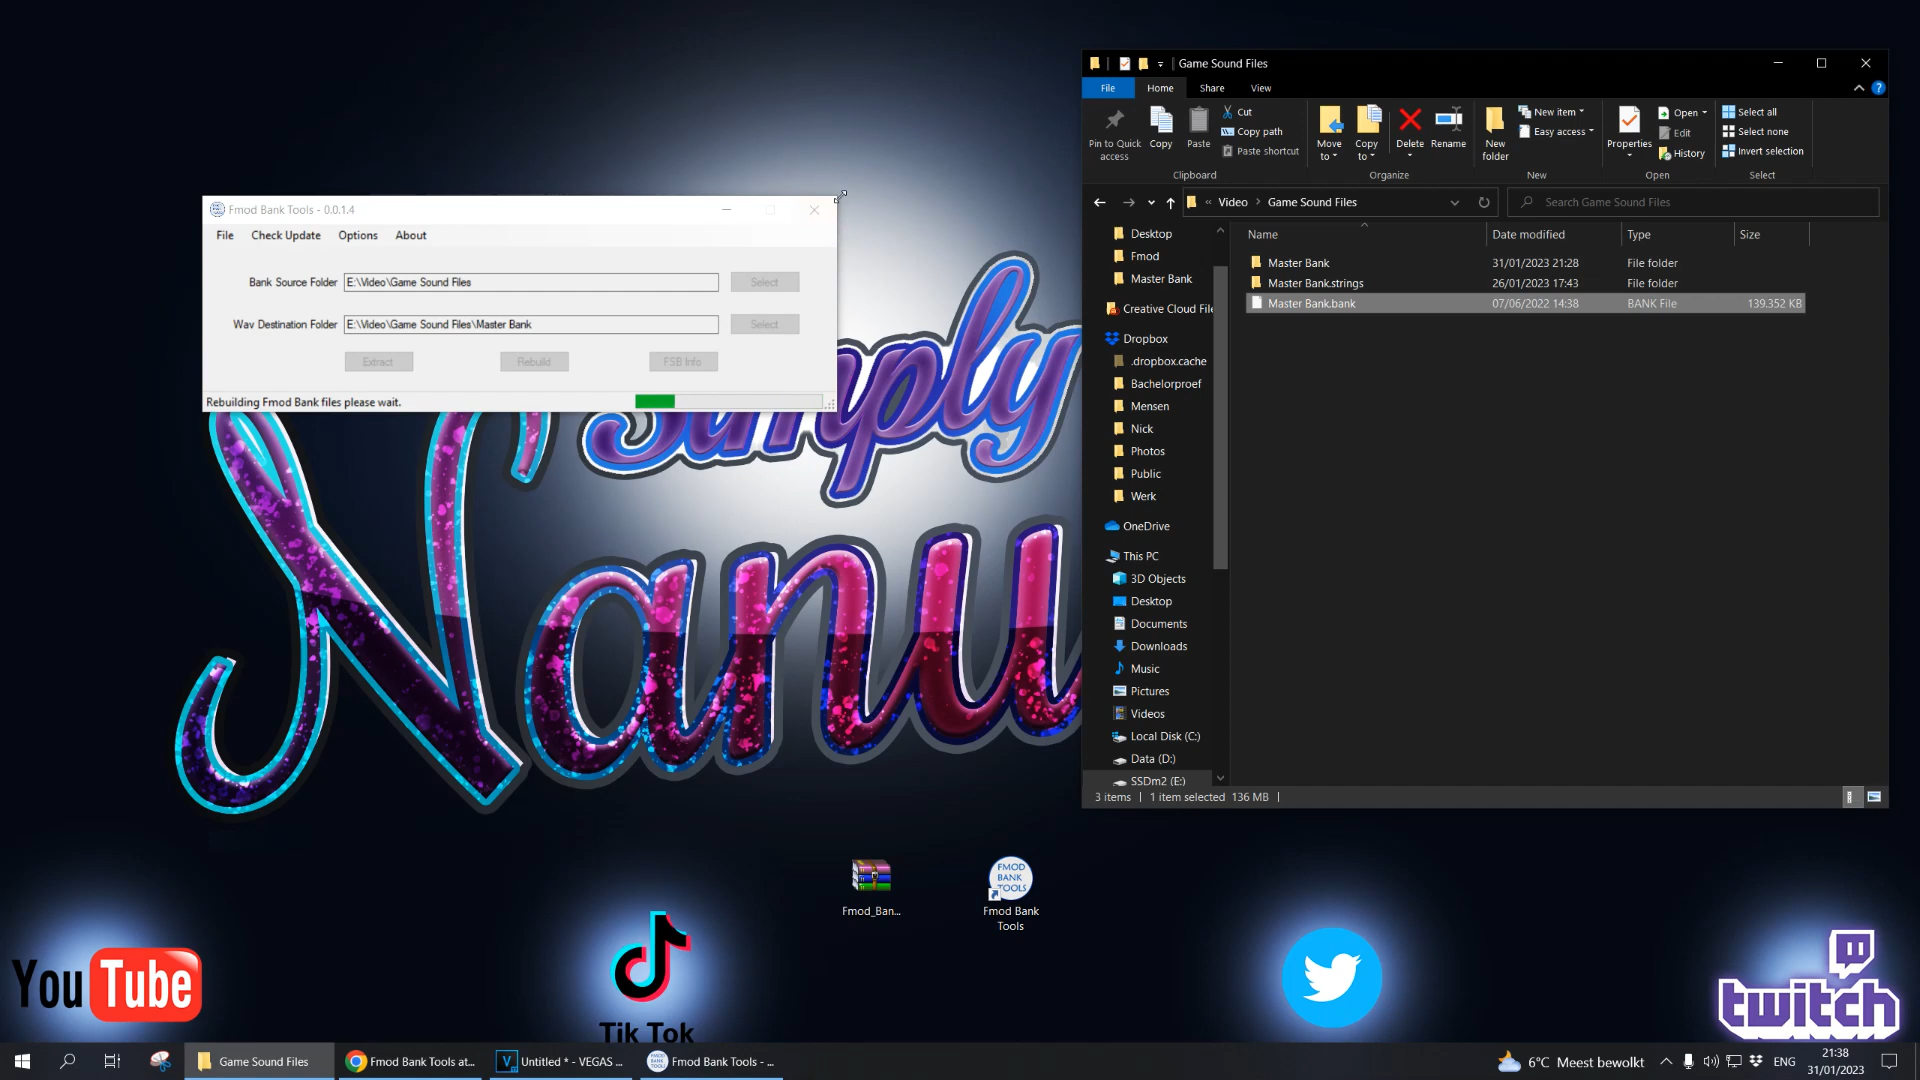 Game Sound Files
File
Home
Share
View
Pin to Quick access
Copy
Paste
Cut
Copy path
Paste shortcut
Move to
Copy to
Delete
Rename
New folder
New item
Easy access
Properties
Open
Edit
History
Select all
Select none
Invert selection
Clipboard
Organize
New
Open
Select
« Video > Game Sound Files
Search Game Sound Files
Name
Date modified
Type
Size
Master Bank 31/01/2023 21:28 File folder
Master Bank.strings 26/01/2023 17:43 File folder
Master Bank.bank 07/06/2022 14:38 BANK File 139.352 KB
Desktop
Fmod
Master Bank
Creative Cloud File
Dropbox
.dropbox.cache
Bachelorproef
Mensen
Nick
Photos
Public
Werk
OneDrive
This PC
3D Objects
Desktop
Documents
Downloads
Music
Pictures
Videos
Local Disk (C:)
Data (D:)
SSDm2 (E:)
3 items 1 item selected 136 MB
Fmod Bank Tools - 0.0.1.4
File Check Update Options About
Bank Source Folder E:\Video\Game Sound Files Select
Wav Destination Folder E:\Video\Game Sound Files\Master Bank Select
Extract Rebuild FSB Info
Rebuilding Fmod Bank files please wait.
Simply
Nanu
Fmod_Ban...
FMOD
BANK
TOOLS
Fmod Bank
Tools
YouTube
Tik Tok
twitch
Game Sound Files
Fmod Bank Tools at...
Untitled * - VEGAS ...
Fmod Bank Tools - ...
6°C Meest bewolkt
ENG
21:38
31/01/2023